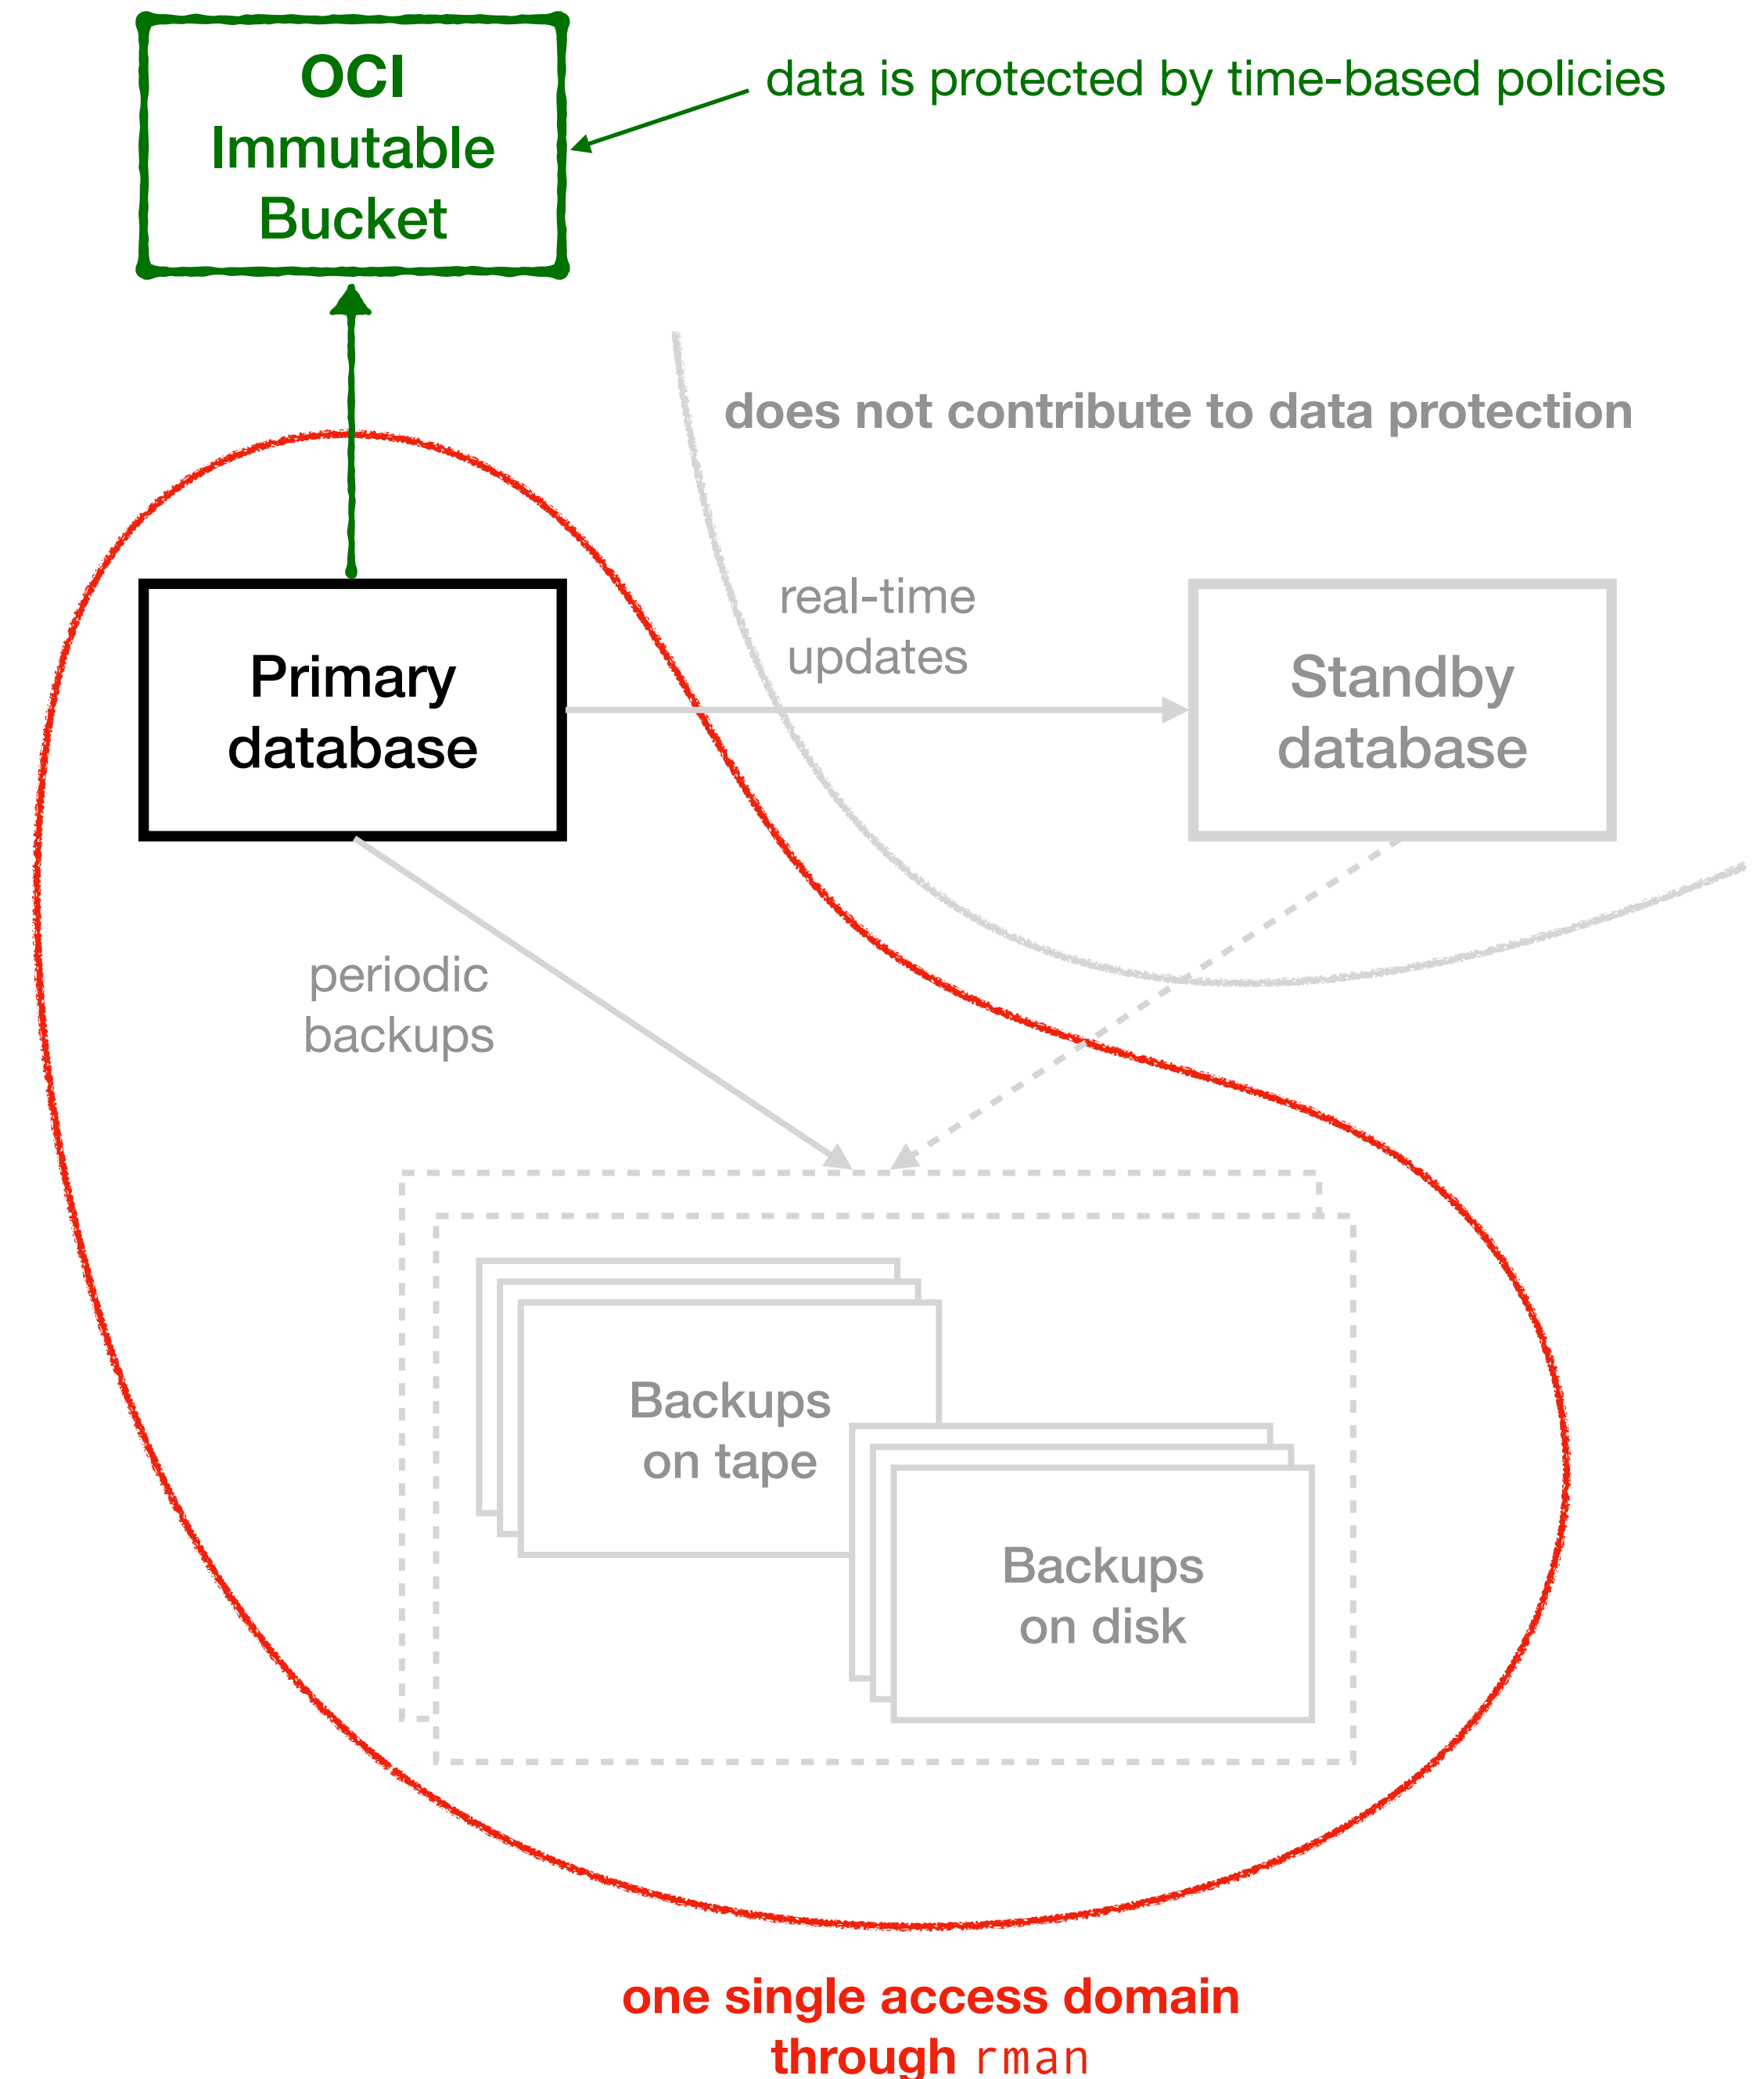 OCI
Immutable
Bucket
data is protected by time-based policies
does not contribute to data protection
real-time
updates
Primary
database
Standby
database
periodic
backups
Backups
on tape
Backups
on disk
one single access domain
through rman